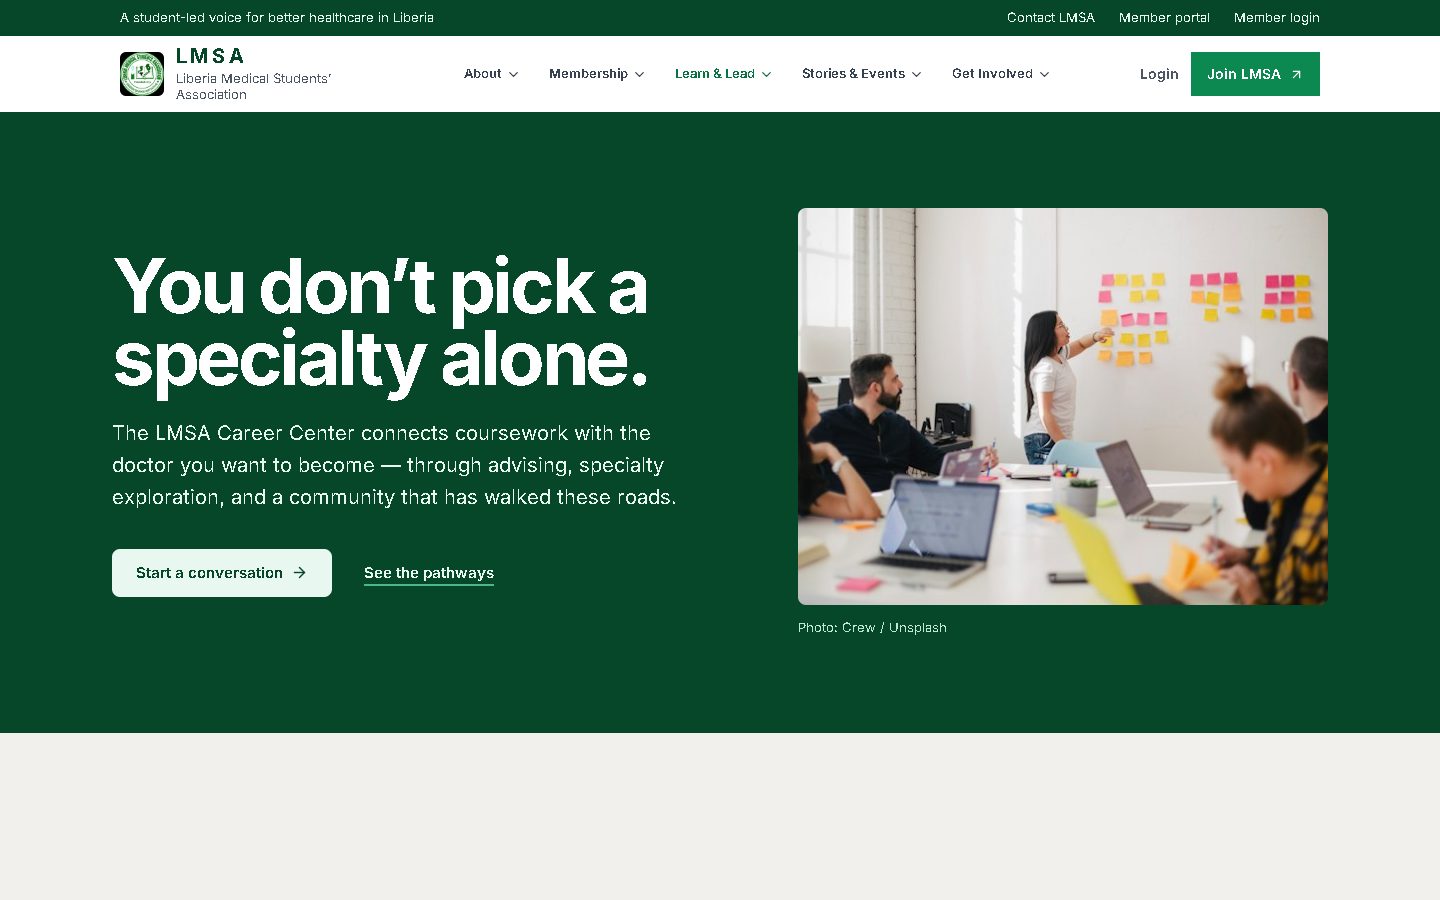 A student-led voice for better healthcare in Liberia
Contact LMSA
Member portal
Member login
LMSA
Liberia Medical Students’
Association
About
Membership
Learn & Lead
Stories & Events
Get Involved
Login
Join LMSA
You don’t pick a
specialty alone.
The LMSA Career Center connects coursework with the
doctor you want to become — through advising, specialty
exploration, and a community that has walked these roads.
Start a conversation
See the pathways
Photo: Crew / Unsplash